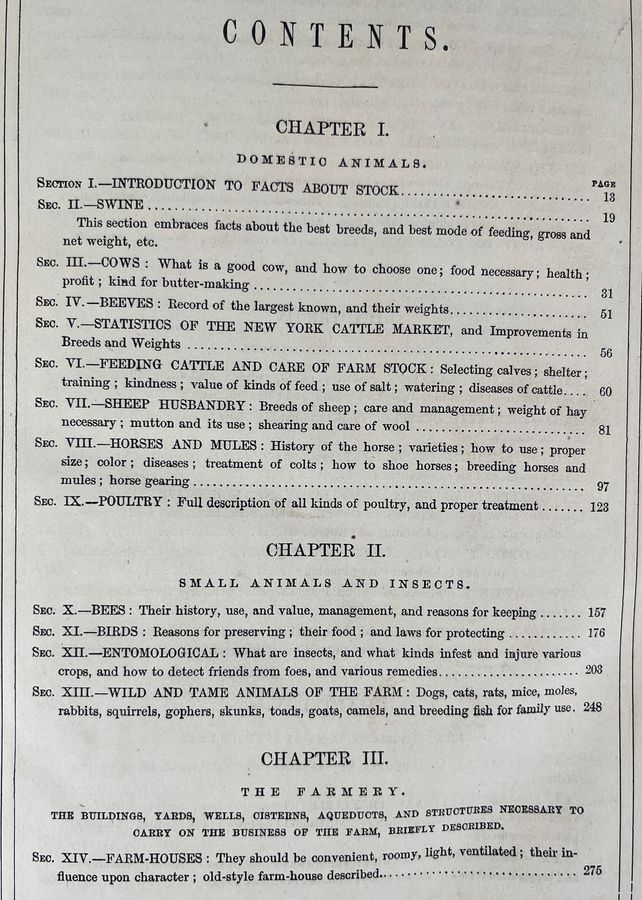 CONTENTS.
CHAPTER I.
DOMESTIC ANIMALS.
PAGE
SECTION I.—INTRODUCTION TO FACTS ABOUT STOCK.......................... 13
SEC. II.—SWINE ........................................................ 19
This section embraces facts about the best breeds, and best mode of feeding, gross and
net weight, etc.
SEC. III.—COWS : What is a good cow, and how to choose one ; food necessary ; health ;
profit ; kind for butter-making ................................................ 31
SEC. IV.—BEEVES : Record of the largest known, and their weights.................... 51
SEC. V.—STATISTICS OF THE NEW YORK CATTLE MARKET, and Improvements in
Breeds and Weights ...................................................... 56
SEC. VI.—FEEDING CATTLE AND CARE OF FARM STOCK : Selecting calves ; shelter ;
training ; kindness ; value of kinds of feed ; use of salt ; watering ; diseases of cattle.... 60
SEC. VII.—SHEEP HUSBANDRY : Breeds of sheep ; care and management ; weight of hay
necessary ; mutton and its use ; shearing and care of wool ......................... 81
SEC. VIII.—HORSES AND MULES : History of the horse ; varieties ; how to use ; proper
size ; color ; diseases ; treatment of colts ; how to shoe horses ; breeding horses and
mules ; horse gearing ...................................................... 97
SEC. IX.—POULTRY : Full description of all kinds of poultry, and proper treatment ....... 123
CHAPTER II.
SMALL ANIMALS AND INSECTS.
SEC. X.—BEES : Their history, use, and value, management, and reasons for keeping ....... 157
SEC. XI.—BIRDS : Reasons for preserving ; their food ; and laws for protecting ............ 176
SEC. XII.—ENTOMOLOGICAL : What are insects, and what kinds infest and injure various
crops, and how to detect friends from foes, and various remedies........................ 203
SEC. XIII.—WILD AND TAME ANIMALS OF THE FARM : Dogs, cats, rats, mice, moles,
rabbits, squirrels, gophers, skunks, toads, goats, camels, and breeding fish for family use. 248
CHAPTER III.
THE FARMERY.
THE BUILDINGS, YARDS, WELLS, CISTERNS, AQUEDUCTS, AND STRUCTURES NECESSARY TO
CARRY ON THE BUSINESS OF THE FARM, BRIEFLY DESCRIBED.
SEC. XIV.—FARM-HOUSES : They should be convenient, roomy, light, ventilated ; their in-
fluence upon character ; old-style farm-house described................................ 275